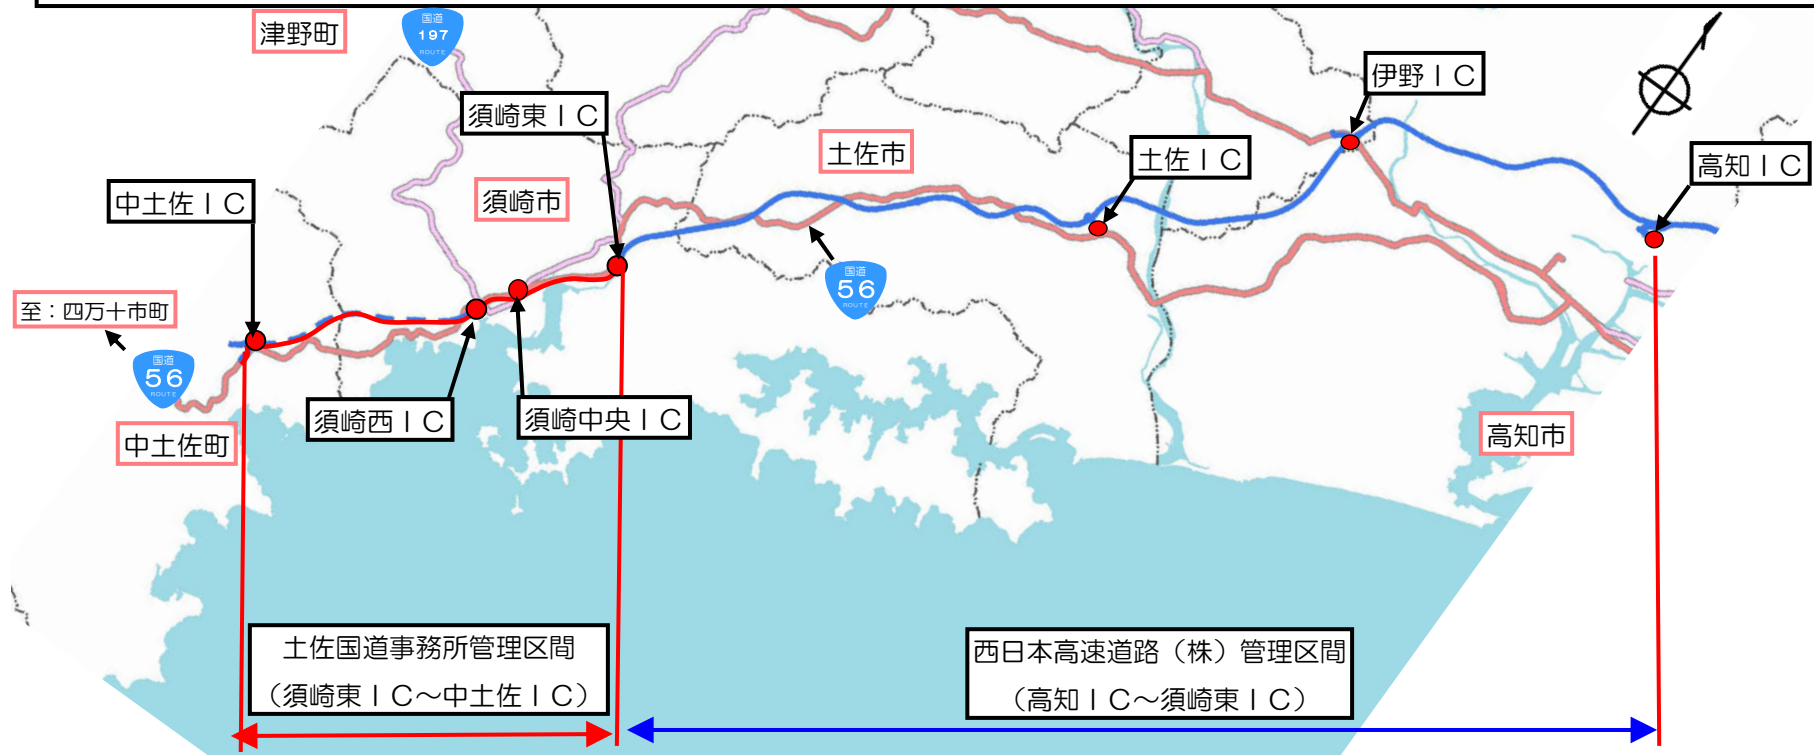 津野町
国道
197
ROUTE
伊野ＩＣ
須崎東ＩＣ
土佐市
土佐ＩＣ
高知ＩＣ
中土佐ＩＣ
須崎市
国道
56
ROUTE
至：四万十市町
国道
56
ROUTE
須崎西ＩＣ
須崎中央ＩＣ
中土佐町
高知市
土佐国道事務所管理区間
（須崎東ＩＣ～中土佐ＩＣ）
西日本高速道路（株）管理区間
（高知ＩＣ～須崎東ＩＣ）